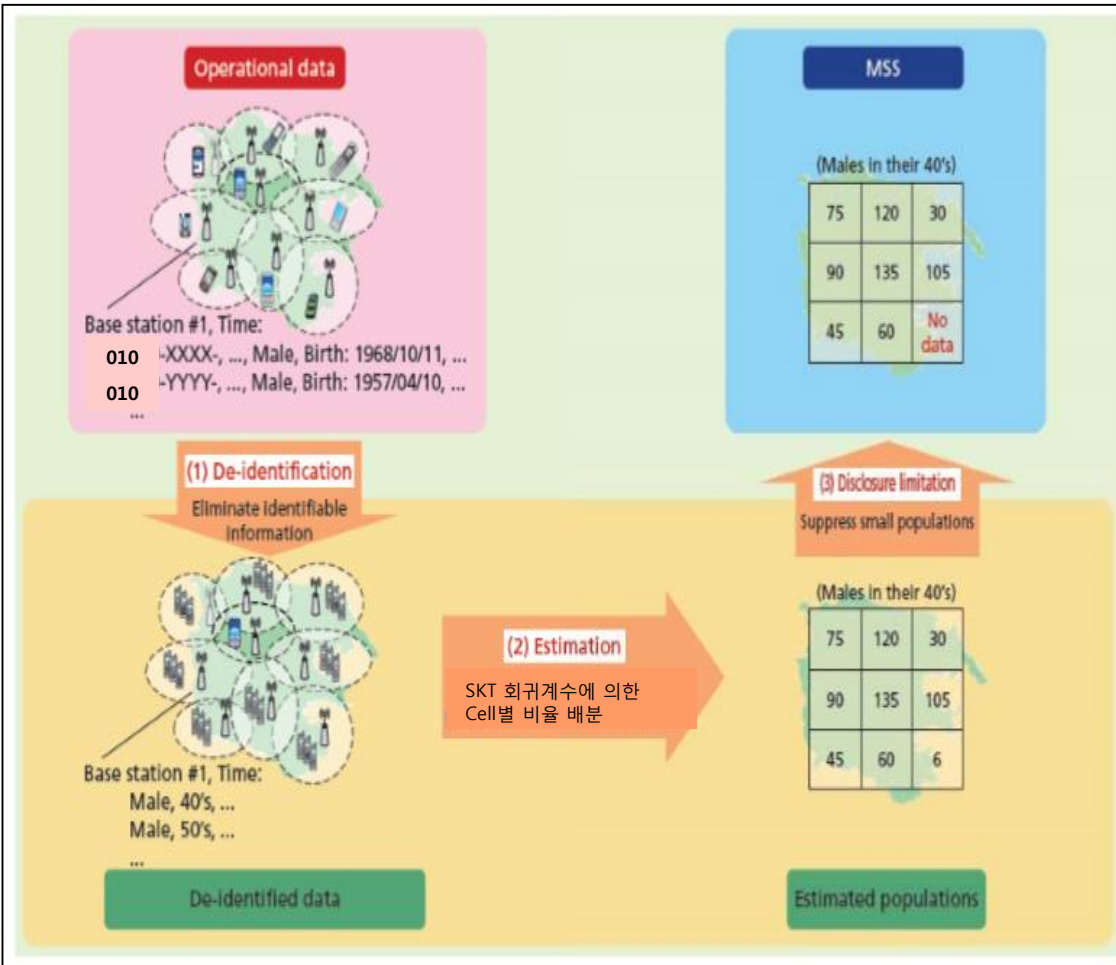 Operational data
Base station #1, Time:
010 -XXXX-, ..., Male, Birth: 1968/10/11, ...
010 -YYYY-, ..., Male, Birth: 1957/04/10, ...
...
(1) De-identification
Eliminate identifiable
information
Base station #1, Time:
Male, 40's, ...
Male, 50's, ...
...
De-identified data
(2) Estimation
SKT 회귀계수에 의한
Cell별 비율 배분
MSS
(Males in their 40's)
75 120 30
90 135 105
45 60 No
data
(3) Disclosure limitation
Suppress small populations
(Males in their 40's)
75 120 30
90 135 105
45 60 6
Estimated populations